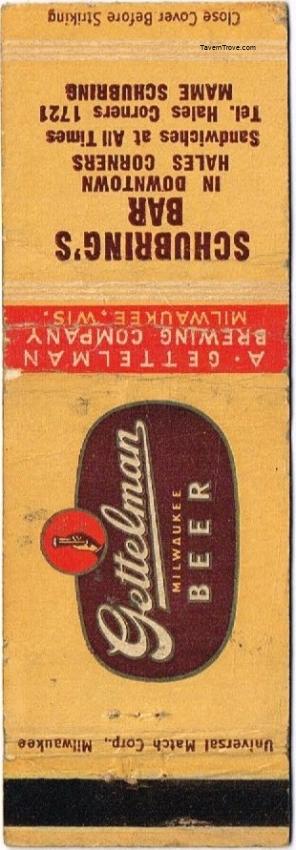 Close Cover Before Striking
TavernTrove.com
SCHUBRING'S
BAR
IN DOWNTOWN
HALES CORNERS
Sandwiches at All Times
Tel. Hales Corners 1721
MAME SCHUBRING
A. GETTELMAN
BREWING COMPANY
MILWAUKEE, WIS.
Gettelman
MILWAUKEE
BEER
Universal Match Corp., Milwaukee